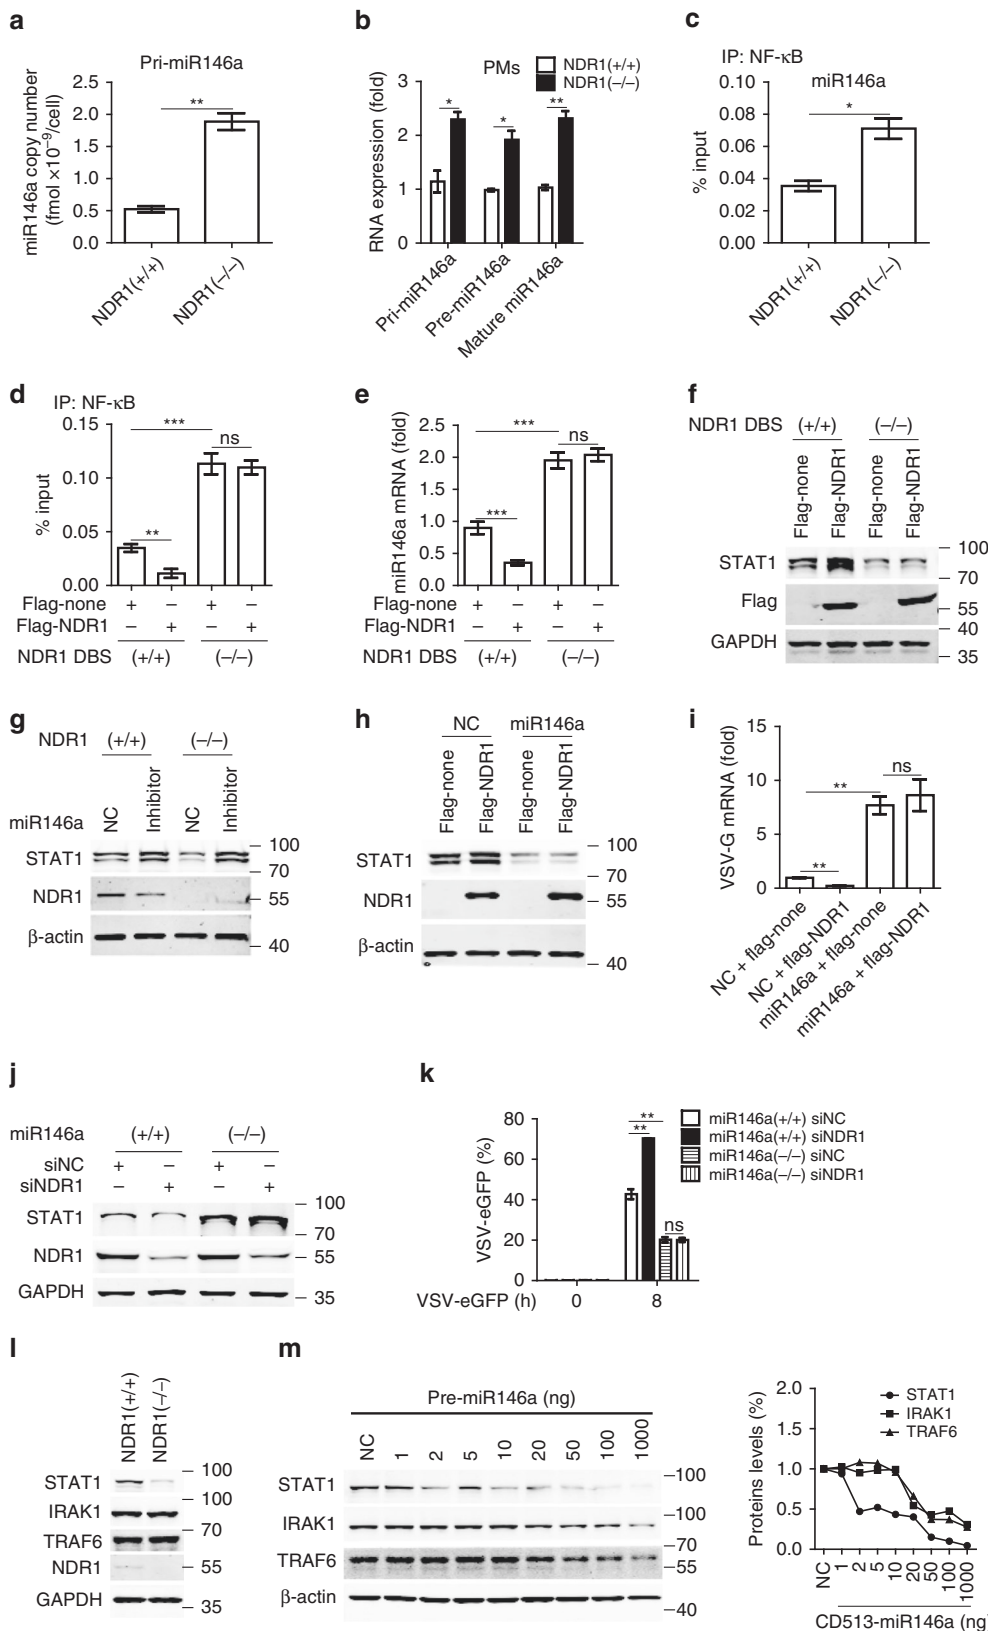 a
Pri-miR146a
miR146a copy number
(fmol ×10⁻⁹/cell)
2.5
2.0
1.5
1.0
0.5
0.0
**
NDR1(+/+)
NDR1(−/−)
b
PMs
NDR1(+/+)
NDR1(−/−)
RNA expression (fold)
3
2
1
0
*
*
**
Pri-miR146a
Pre-miR146a
Mature miR146a
c
IP: NF-κB
miR146a
% input
0.10
0.08
0.06
0.04
0.02
0.00
*
NDR1(+/+)
NDR1(−/−)
d
IP: NF-κB
% input
0.15
0.10
0.05
0.00
***
ns
**
Flag-none + − + −
Flag-NDR1 − + − +
NDR1 DBS (+/+) (−/−)
e
miR146a mRNA (fold)
2.5
2.0
1.5
1.0
0.5
0.0
***
ns
***
Flag-none + − + −
Flag-NDR1 − + − +
NDR1 DBS (+/+) (−/−)
f
NDR1 DBS (+/+) (−/−)
Flag-none
Flag-NDR1
Flag-none
Flag-NDR1
STAT1
100
70
Flag
55
40
GAPDH
35
g
NDR1 (+/+) (−/−)
miR146a NC Inhibitor NC Inhibitor
STAT1
100
70
NDR1
55
β-actin
40
h
NC miR146a
Flag-none
Flag-NDR1
Flag-none
Flag-NDR1
STAT1
100
70
NDR1
55
β-actin
40
i
VSV-G mRNA (fold)
15
10
5
0
**
**
ns
NC + flag-none
NC + flag-NDR1
miR146a + flag-none
miR146a + flag-NDR1
j
miR146a (+/+) (−/−)
siNC + − + −
siNDR1 − + − +
STAT1
100
70
NDR1
55
GAPDH
35
k
VSV-eGFP (%)
80
60
40
20
0
**
**
ns
miR146a(+/+) siNC
miR146a(+/+) siNDR1
miR146a(−/−) siNC
miR146a(−/−) siNDR1
VSV-eGFP (h) 0 8
l
NDR1(+/+)
NDR1(−/−)
STAT1
100
IRAK1
100
TRAF6
70
NDR1
55
GAPDH
35
m
Pre-miR146a (ng)
NC 1 2 5 10 20 50 100 1000
STAT1
100
IRAK1
100
70
TRAF6
55
β-actin
40
Proteins levels (%)
2.0
1.5
1.0
0.5
0.0
STAT1
IRAK1
TRAF6
NC 1 2 5 10 20 50 100 1000
CD513-miR146a (ng